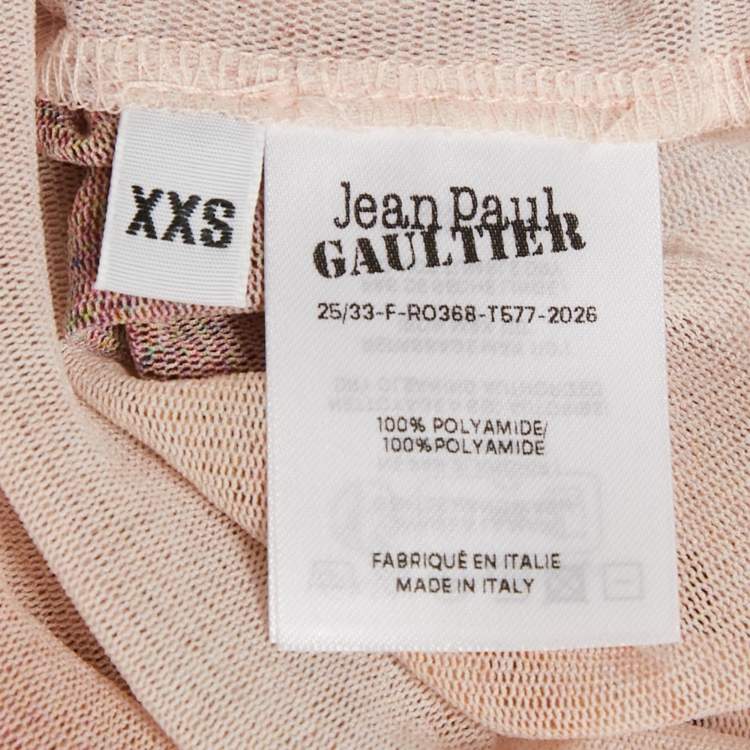 XXS
Jean Paul
GAULTIER
25/33-F-RO368-T577-2026
100% POLYAMIDE/
100% POLYAMIDE
FABRIQUÉ EN ITALIE
MADE IN ITALY